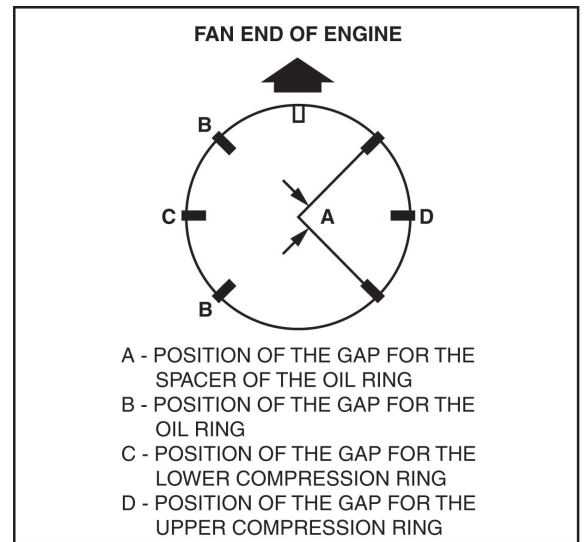 FAN END OF ENGINE
B
C
A
D
B
A - POSITION OF THE GAP FOR THE
SPACER OF THE OIL RING
B - POSITION OF THE GAP FOR THE
OIL RING
C - POSITION OF THE GAP FOR THE
LOWER COMPRESSION RING
D - POSITION OF THE GAP FOR THE
UPPER COMPRESSION RING